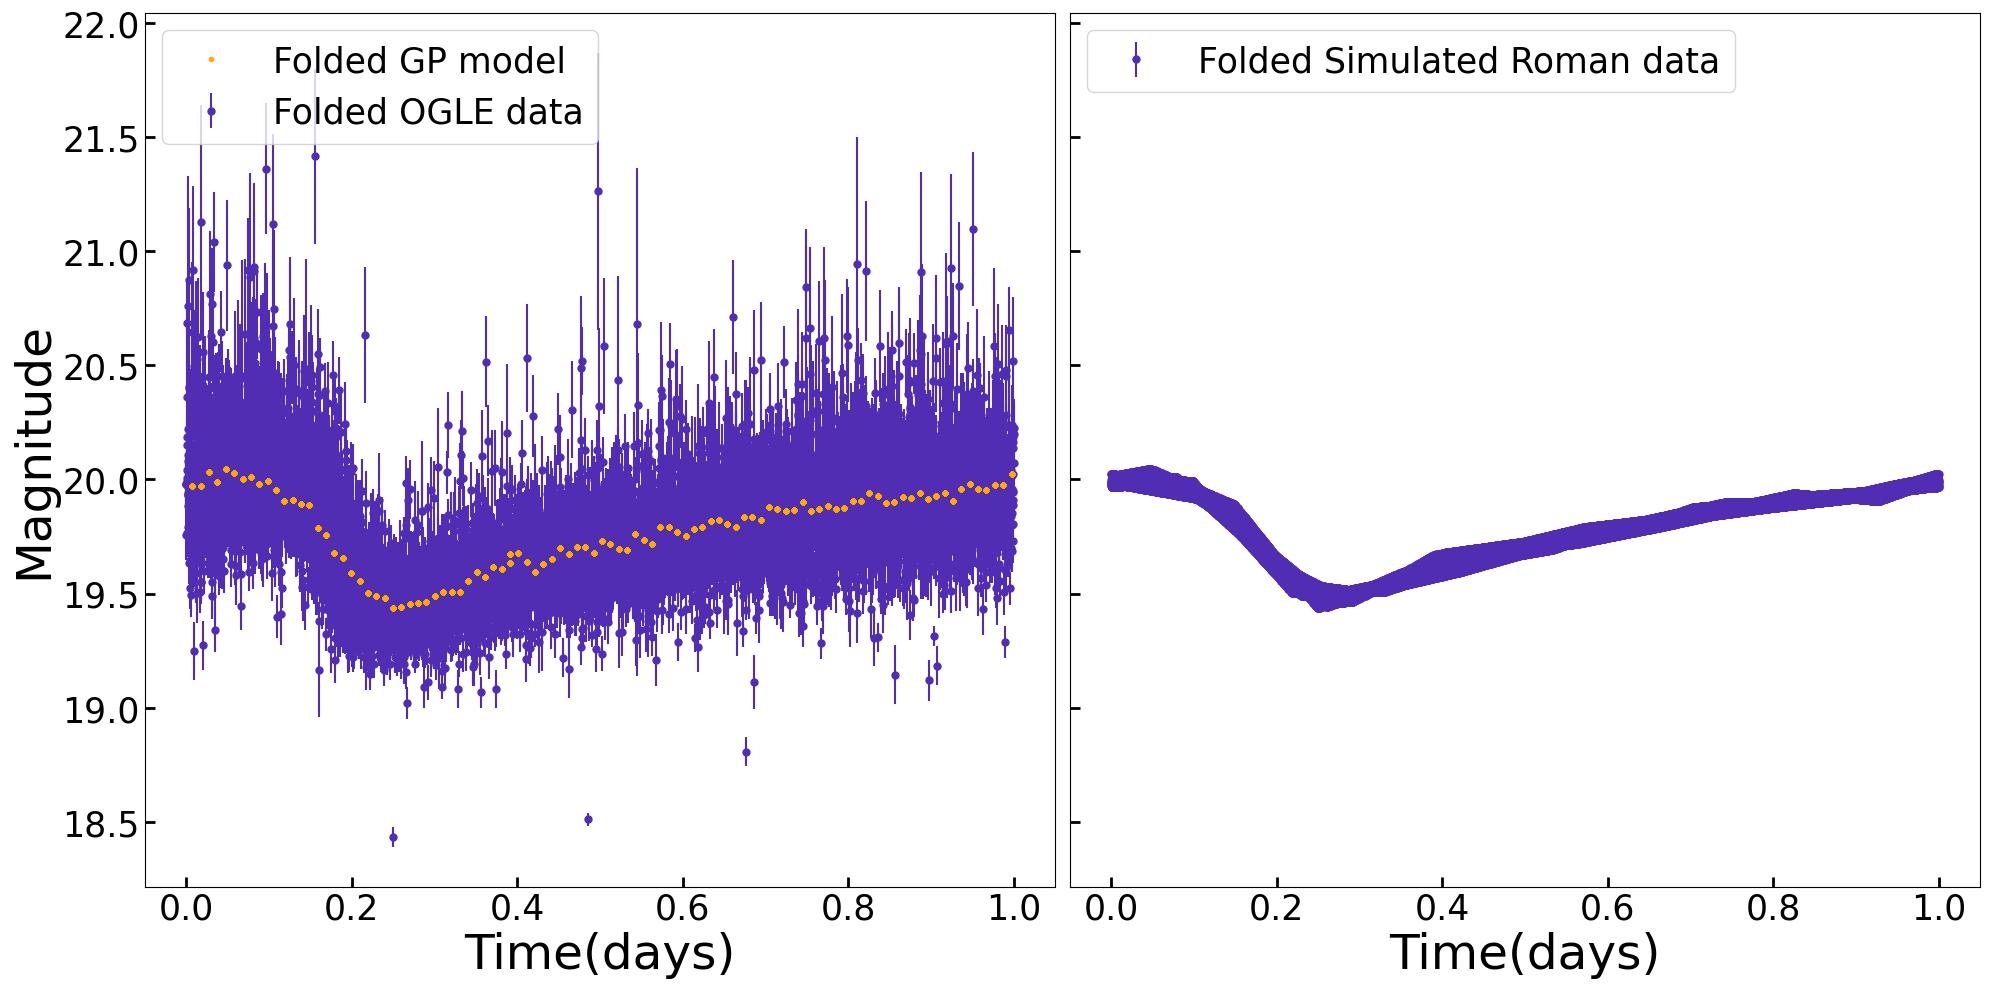 Magnitude
22.0
21.5
21.0
20.5
20.0
19.5
19.0
18.5
Folded GP model
Folded OGLE data
0.0 0.2 0.4 0.6 0.8 1.0
Time(days)
Folded Simulated Roman data
0.0 0.2 0.4 0.6 0.8 1.0
Time(days)